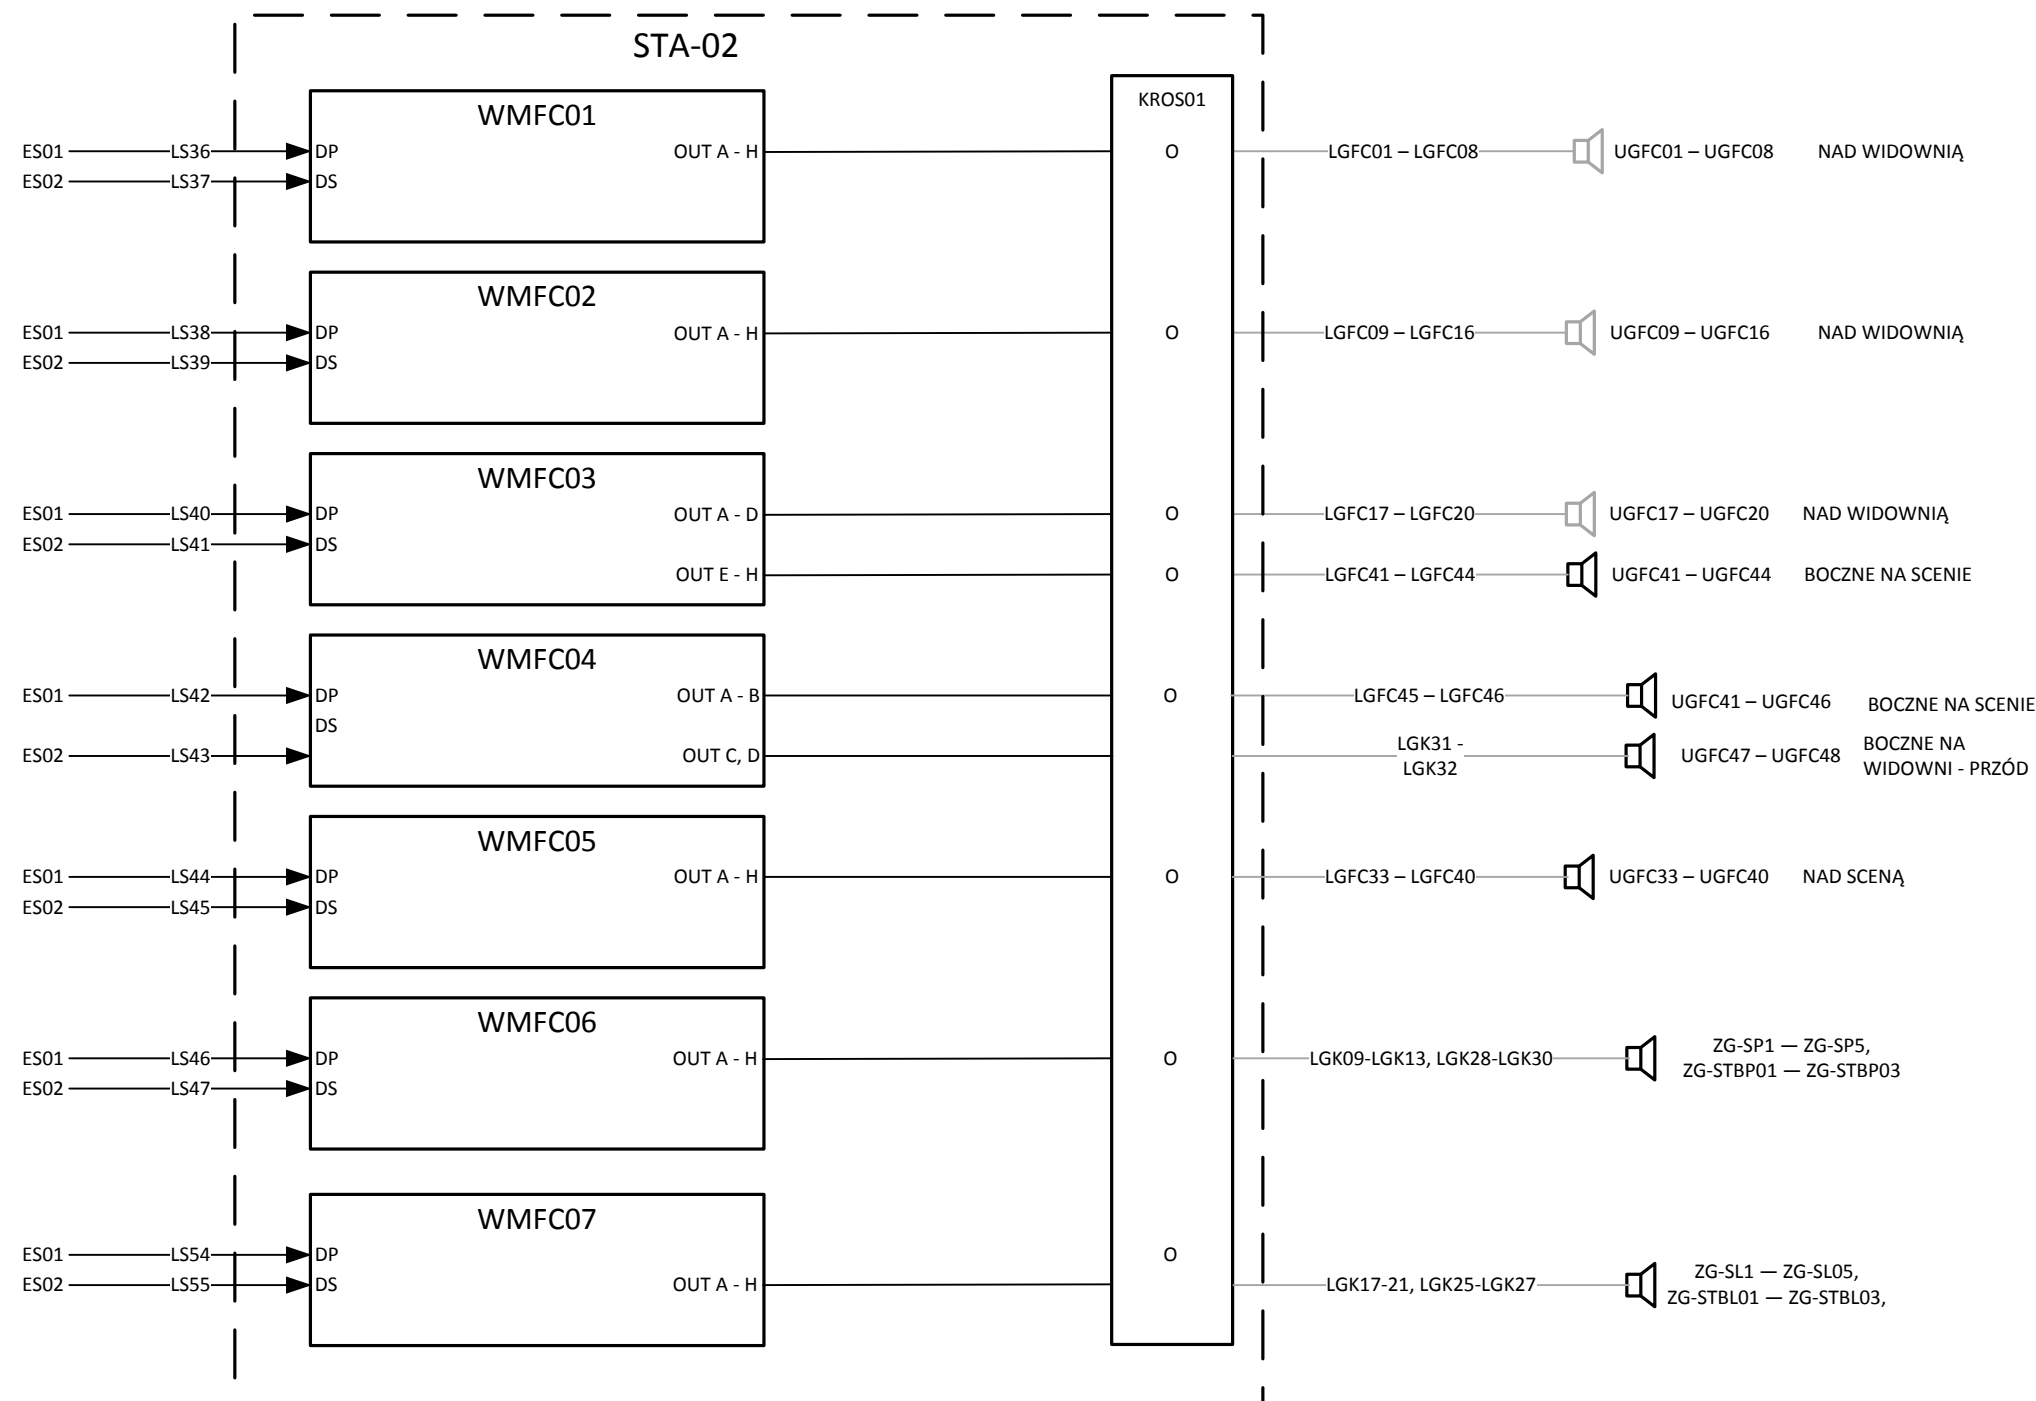 STA-02
KROS01
WMFC01
ES01 LS36 DP OUT A - H O LGFC01 – LGFC08 UGFC01 – UGFC08 NAD WIDOWNIĄ
ES02 LS37 DS
WMFC02
ES01 LS38 DP OUT A - H O LGFC09 – LGFC16 UGFC09 – UGFC16 NAD WIDOWNIĄ
ES02 LS39 DS
WMFC03
ES01 LS40 DP OUT A - D O LGFC17 – LGFC20 UGFC17 – UGFC20 NAD WIDOWNIĄ
ES02 LS41 DS
OUT E - H O LGFC41 – LGFC44 UGFC41 – UGFC44 BOCZNE NA SCENIE
WMFC04
ES01 LS42 DP OUT A - B O LGFC45 – LGFC46 UGFC41 – UGFC46 BOCZNE NA SCENIE
DS
ES02 LS43 OUT C, D
LGK31 -
LGK32
UGFC47 – UGFC48
BOCZNE NA
WIDOWNI - PRZÓD
WMFC05
ES01 LS44 DP OUT A - H O LGFC33 – LGFC40 UGFC33 – UGFC40 NAD SCENĄ
ES02 LS45 DS
WMFC06
ES01 LS46 DP OUT A - H O LGK09-LGK13, LGK28-LGK30
ZG-SP1 — ZG-SP5,
ZG-STBP01 — ZG-STBP03
ES02 LS47 DS
WMFC07
ES01 LS54 DP O
ES02 LS55 DS OUT A - H LGK17-21, LGK25-LGK27
ZG-SL1 — ZG-SL05,
ZG-STBL01 — ZG-STBL03,